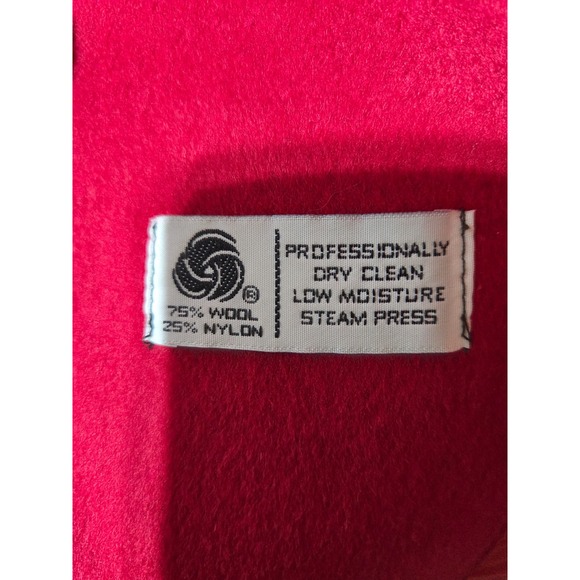 ®
75% WOOL
25% NYLON
PROFESSIONALLY
DRY CLEAN
LOW MOISTURE
STEAM PRESS